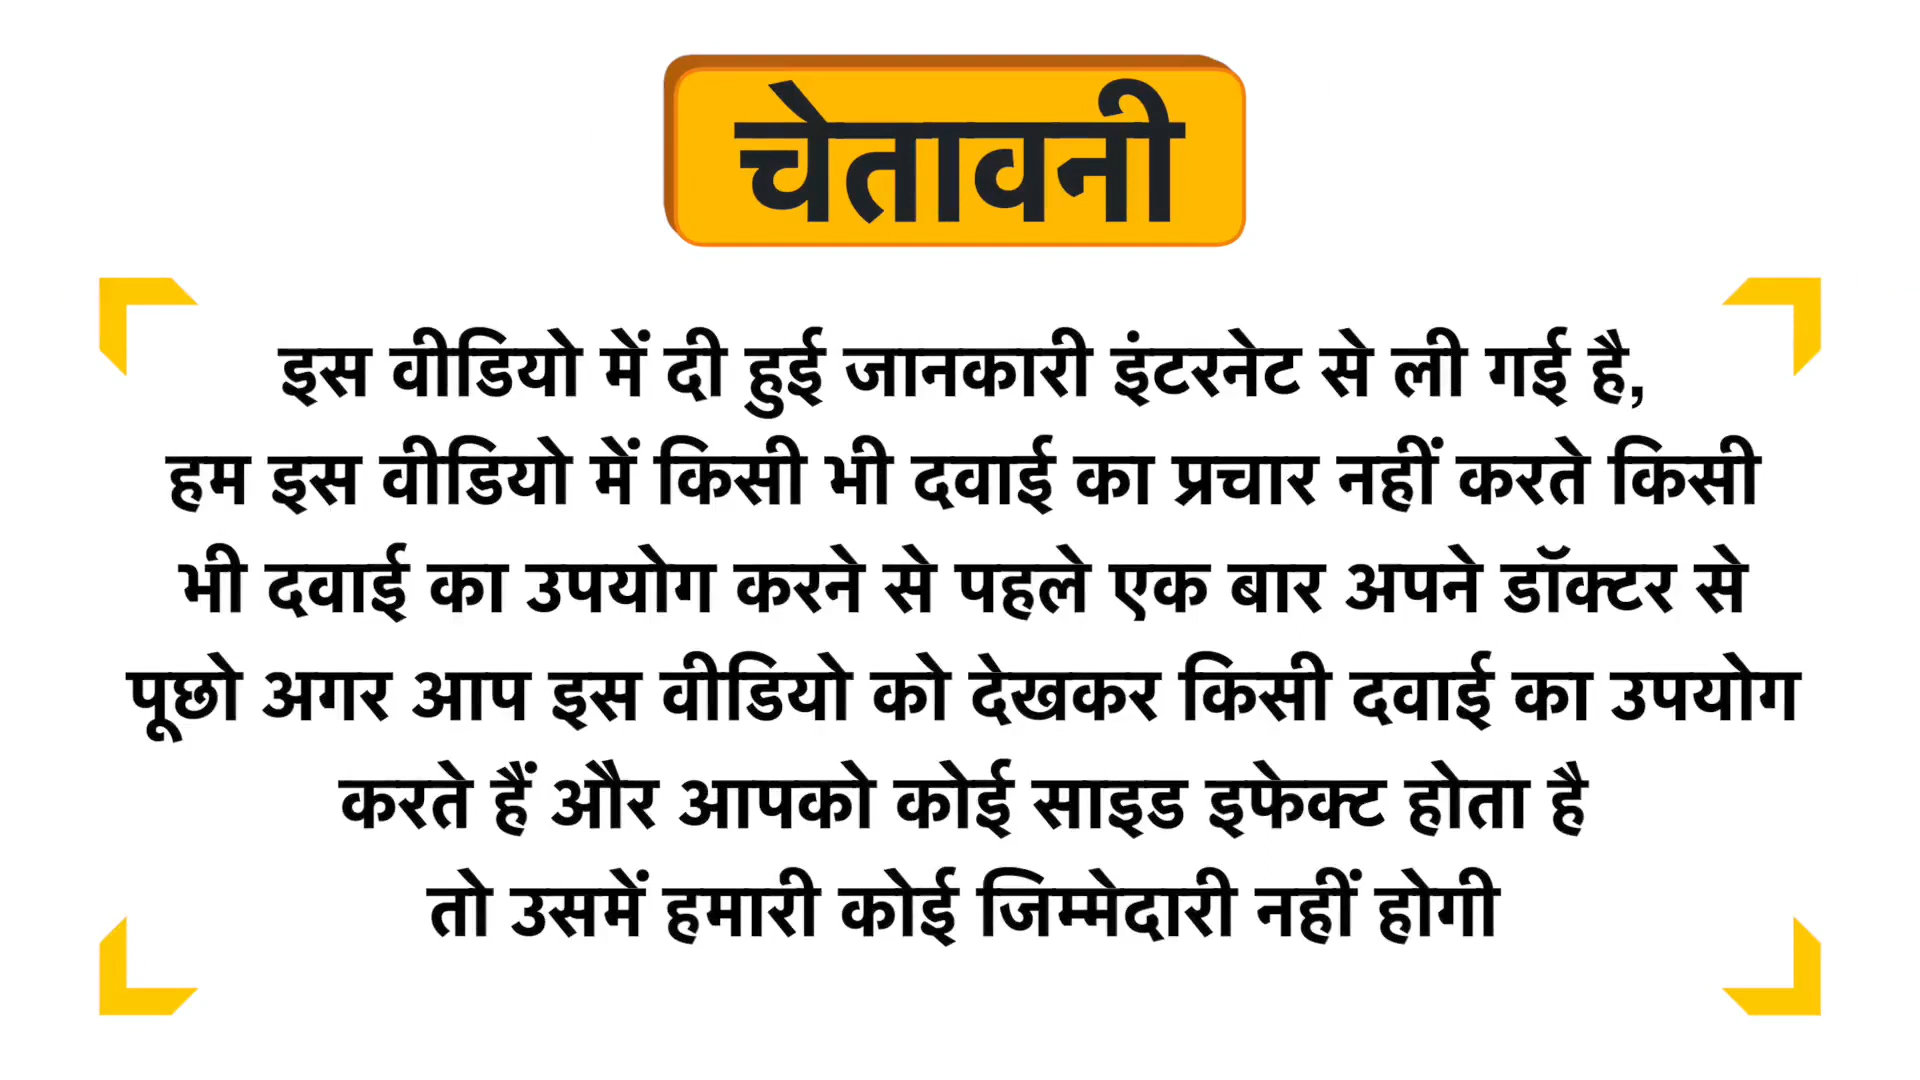 चेतावनी
इस वीडियो में दी हुई जानकारी इंटरनेट से ली गई है,
हम इस वीडियो में किसी भी दवाई का प्रचार नहीं करते किसी
भी दवाई का उपयोग करने से पहले एक बार अपने डॉक्टर से
पूछो अगर आप इस वीडियो को देखकर किसी दवाई का उपयोग
करते हैं और आपको कोई साइड इफेक्ट होता है
तो उसमें हमारी कोई जिम्मेदारी नहीं होगी